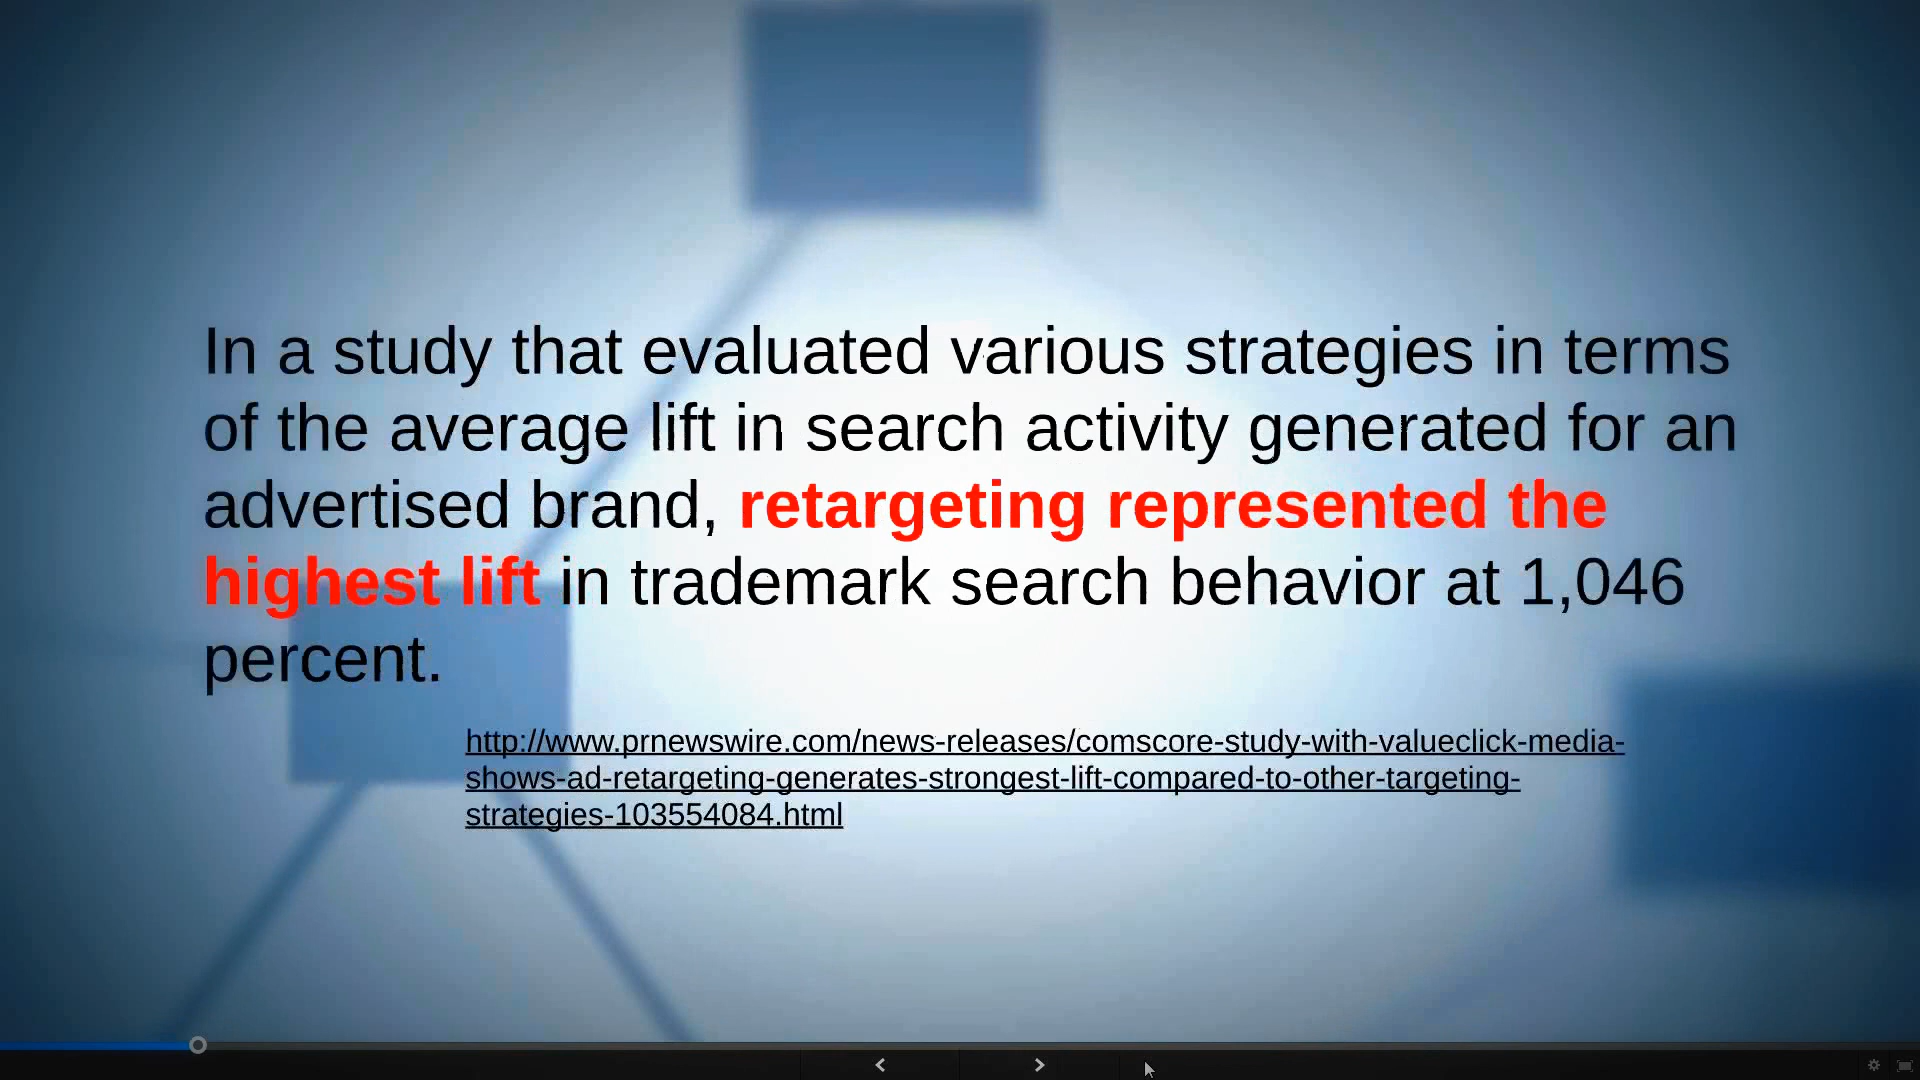 In a study that evaluated various strategies in terms
of the average lift in search activity generated for an
advertised brand, retargeting represented the
highest lift in trademark search behavior at 1,046
percent.
http://www.prnewswire.com/news-releases/comscore-study-with-valueclick-media-
shows-ad-retargeting-generates-strongest-lift-compared-to-other-targeting-
strategies-103554084.html